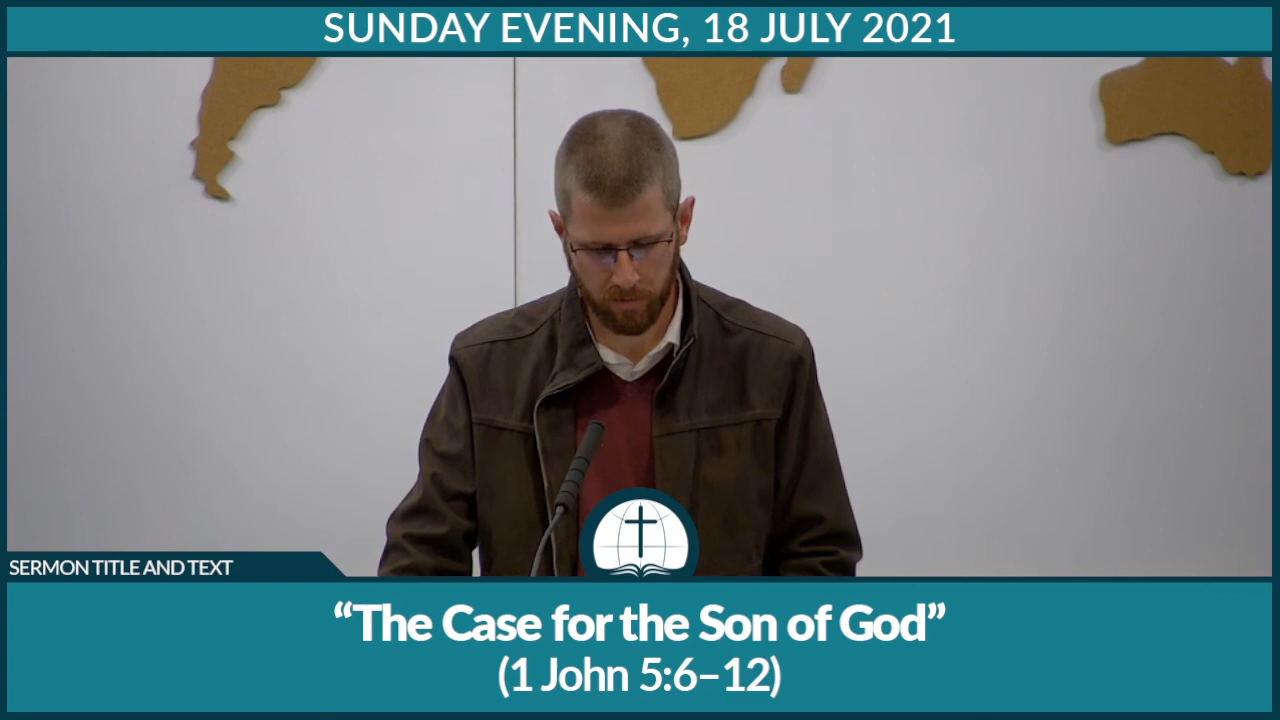 SUNDAY EVENING, 18 JULY 2021
SERMON TITLE AND TEXT
“The Case for the Son of God”
(1 John 5:6–12)